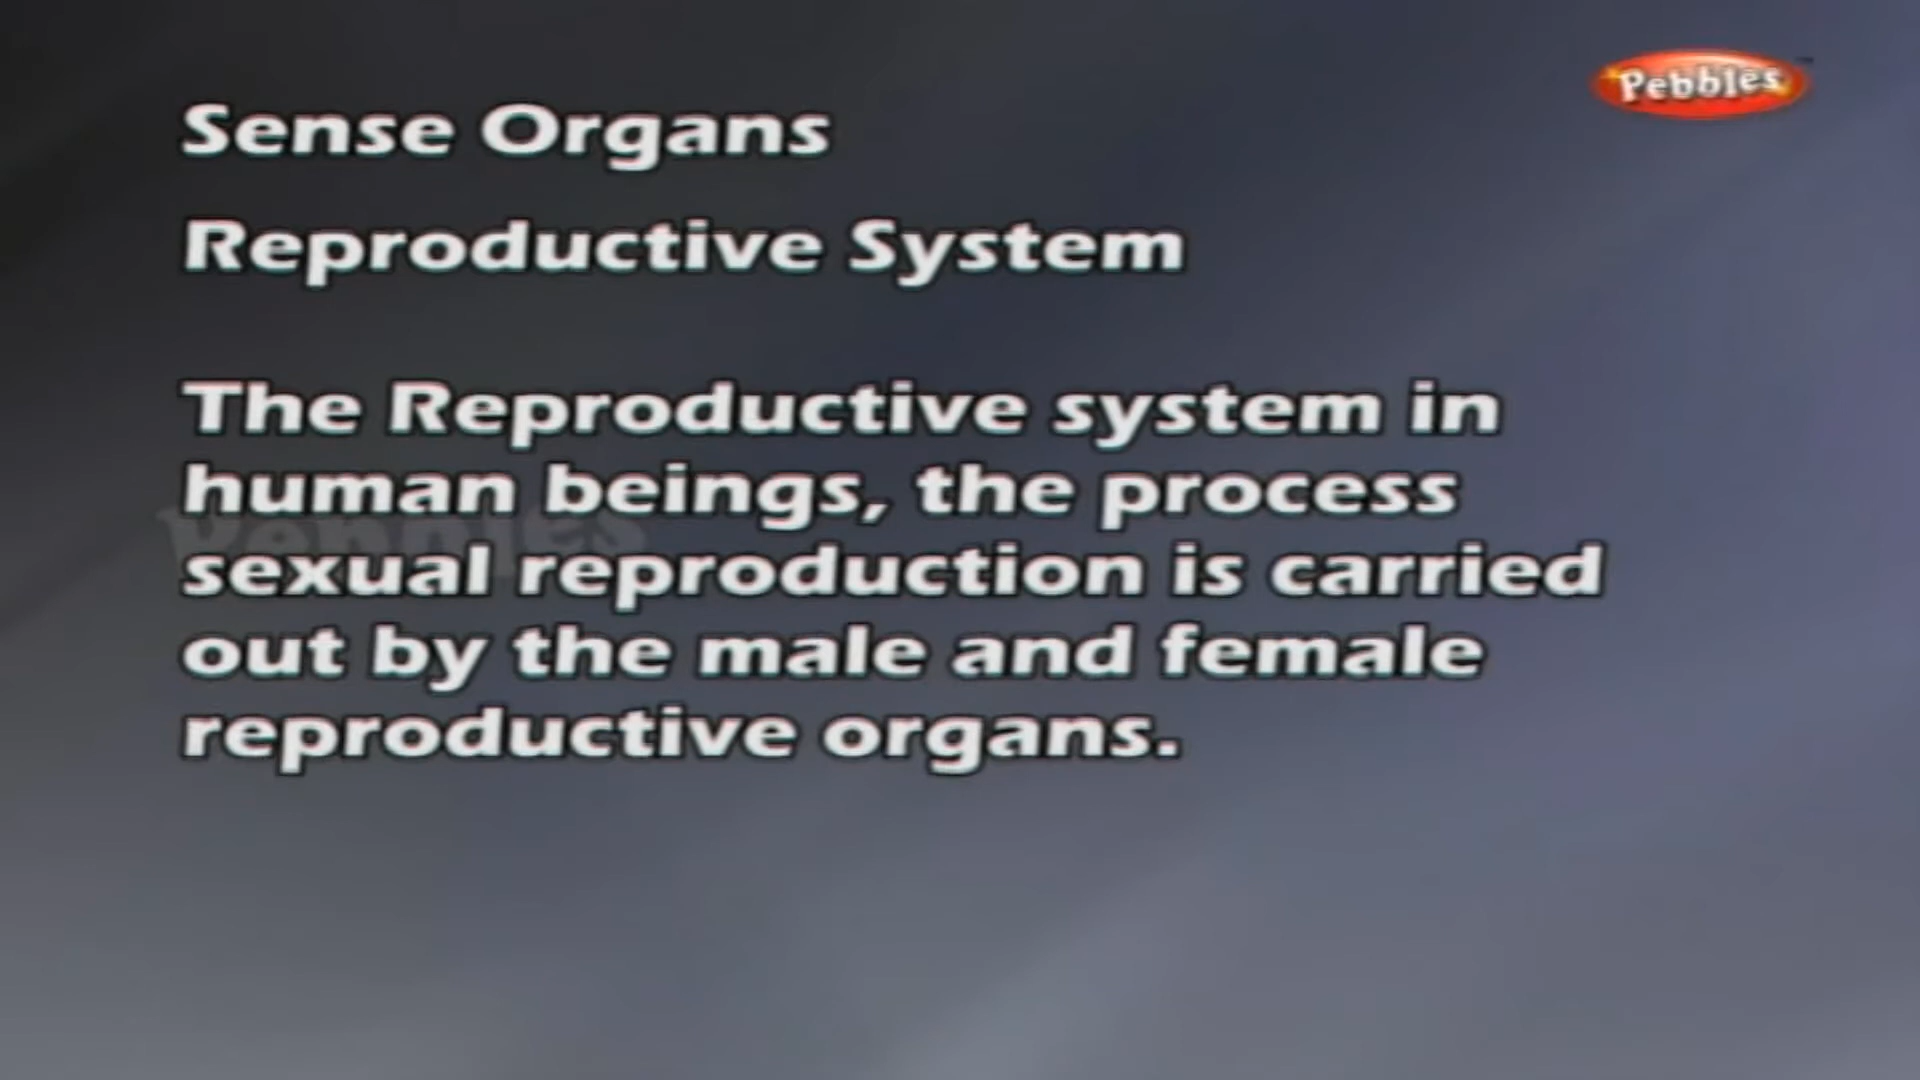 Pebbles
Sense Organs
Reproductive System
The Reproductive system in
human beings, the process
sexual reproduction is carried
out by the male and female
reproductive organs.
Pebbles